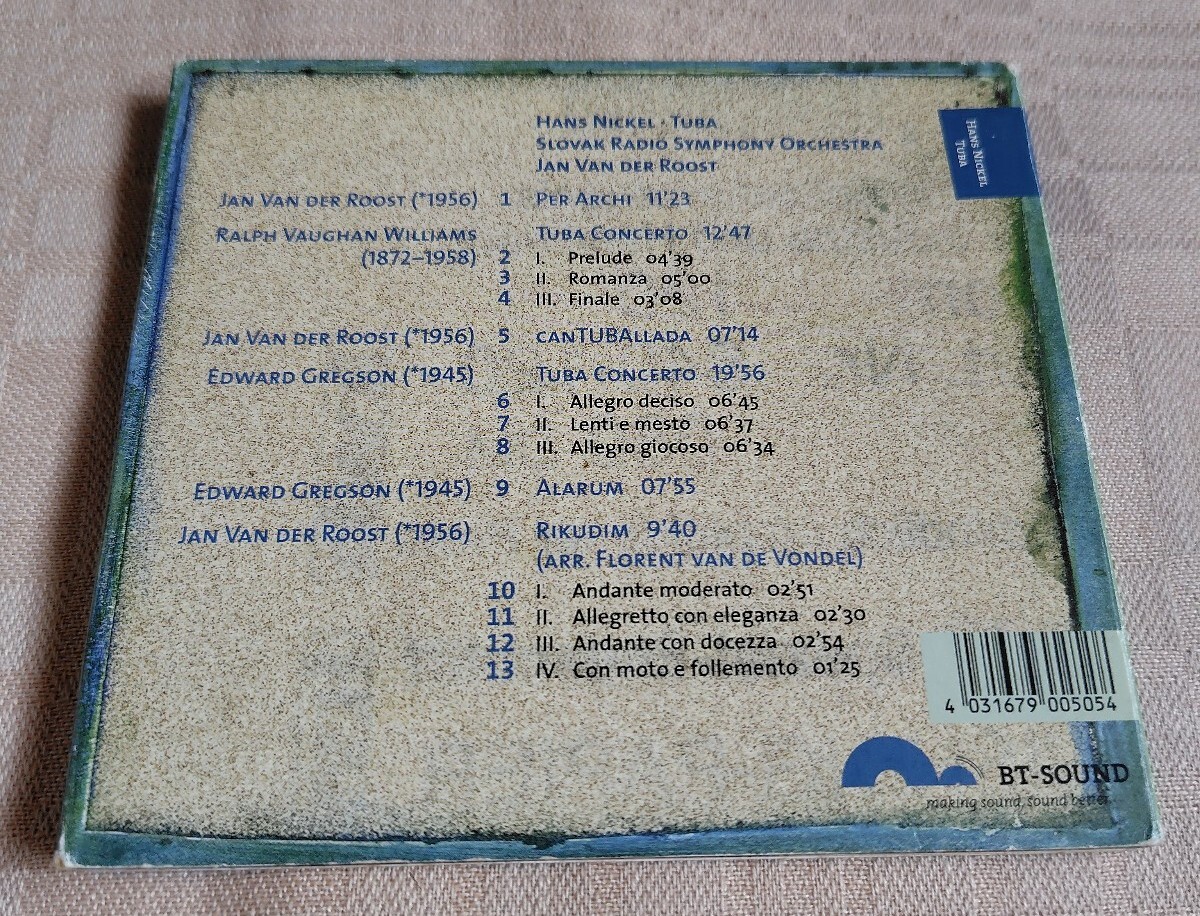 HANS NICKEL · TUBA
SLOVAK RADIO SYMPHONY ORCHESTRA
JAN VAN DER ROOST
HANS NICKEL
TUBA
JAN VAN DER ROOST (*1956) 1 PER ARCHI 11'23
RALPH VAUGHAN WILLIAMS TUBA CONCERTO 12'47
(1872–1958) 2 I. Prelude 04'39
3 II. Romanza 05'00
4 III. Finale 03'08
JAN VAN DER ROOST (*1956) 5 CANTUBALLADA 07'14
EDWARD GREGSON (*1945) TUBA CONCERTO 19'56
6 I. Allegro deciso 06'45
7 II. Lenti e mesto 06'37
8 III. Allegro giocoso 06'34
EDWARD GREGSON (*1945) 9 ALARUM 07'55
JAN VAN DER ROOST (*1956) RIKUDIM 9'40
(ARR. FLORENT VAN DE VONDEL)
10 I. Andante moderato 02'51
11 II. Allegretto con eleganza 02'30
12 III. Andante con docezza 02'54
13 IV. Con moto e follemento 01'25
4 031679 005054
BT-SOUND
making sound, sound better